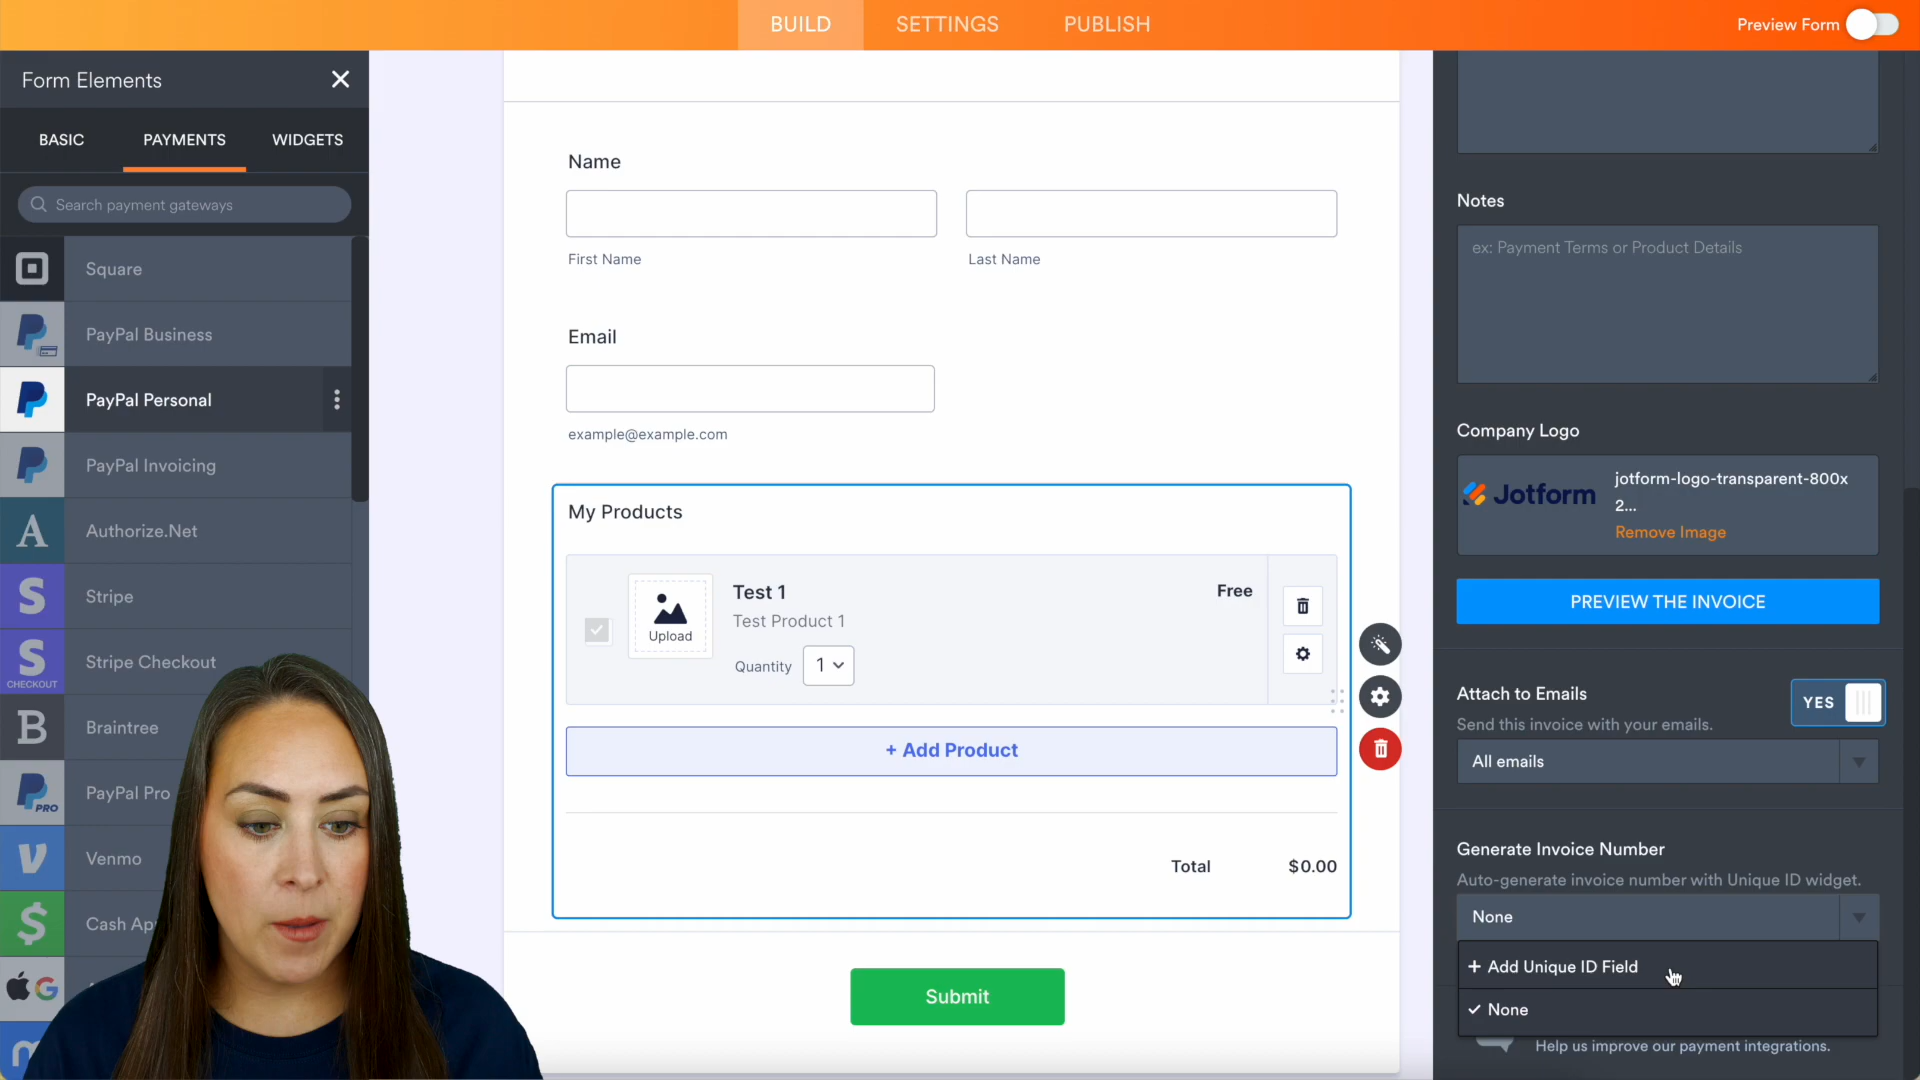 BUILD
SETTINGS
PUBLISH
Preview Form
Form Elements
BASIC
PAYMENTS
WIDGETS
Search payment gateways
Square
PayPal Business
PayPal Personal
PayPal Invoicing
Authorize.Net
Stripe
CHECKOUT
Stripe Checkout
Braintree
PRO
PayPal Pro
Venmo
Cash Ap
Name
First Name
Last Name
Email
example@example.com
My Products
Upload
Test 1
Free
Test Product 1
Quantity
1
+ Add Product
Total
$0.00
Submit
Notes
ex: Payment Terms or Product Details
Company Logo
Jotform
jotform-logo-transparent-800x
2...
Remove Image
PREVIEW THE INVOICE
Attach to Emails
YES
Send this invoice with your emails.
All emails
Generate Invoice Number
Auto-generate invoice number with Unique ID widget.
None
+ Add Unique ID Field
None
Help us improve our payment integrations.